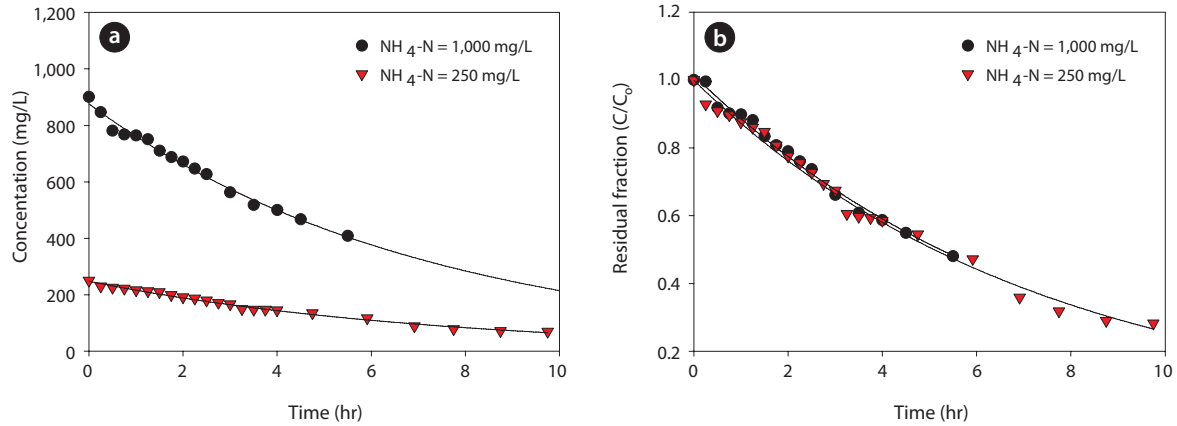 a
1,200
1,000
800
600
400
200
0
Concentation (mg/L)
0 2 4 6 8 10
Time (hr)
NH 4-N = 1,000 mg/L
NH 4-N = 250 mg/L
b
1.2
1.0
0.8
0.6
0.4
0.2
Residual fraction (C/Co)
0 2 4 6 8 10
Time (hr)
NH 4-N = 1,000 mg/L
NH 4-N = 250 mg/L